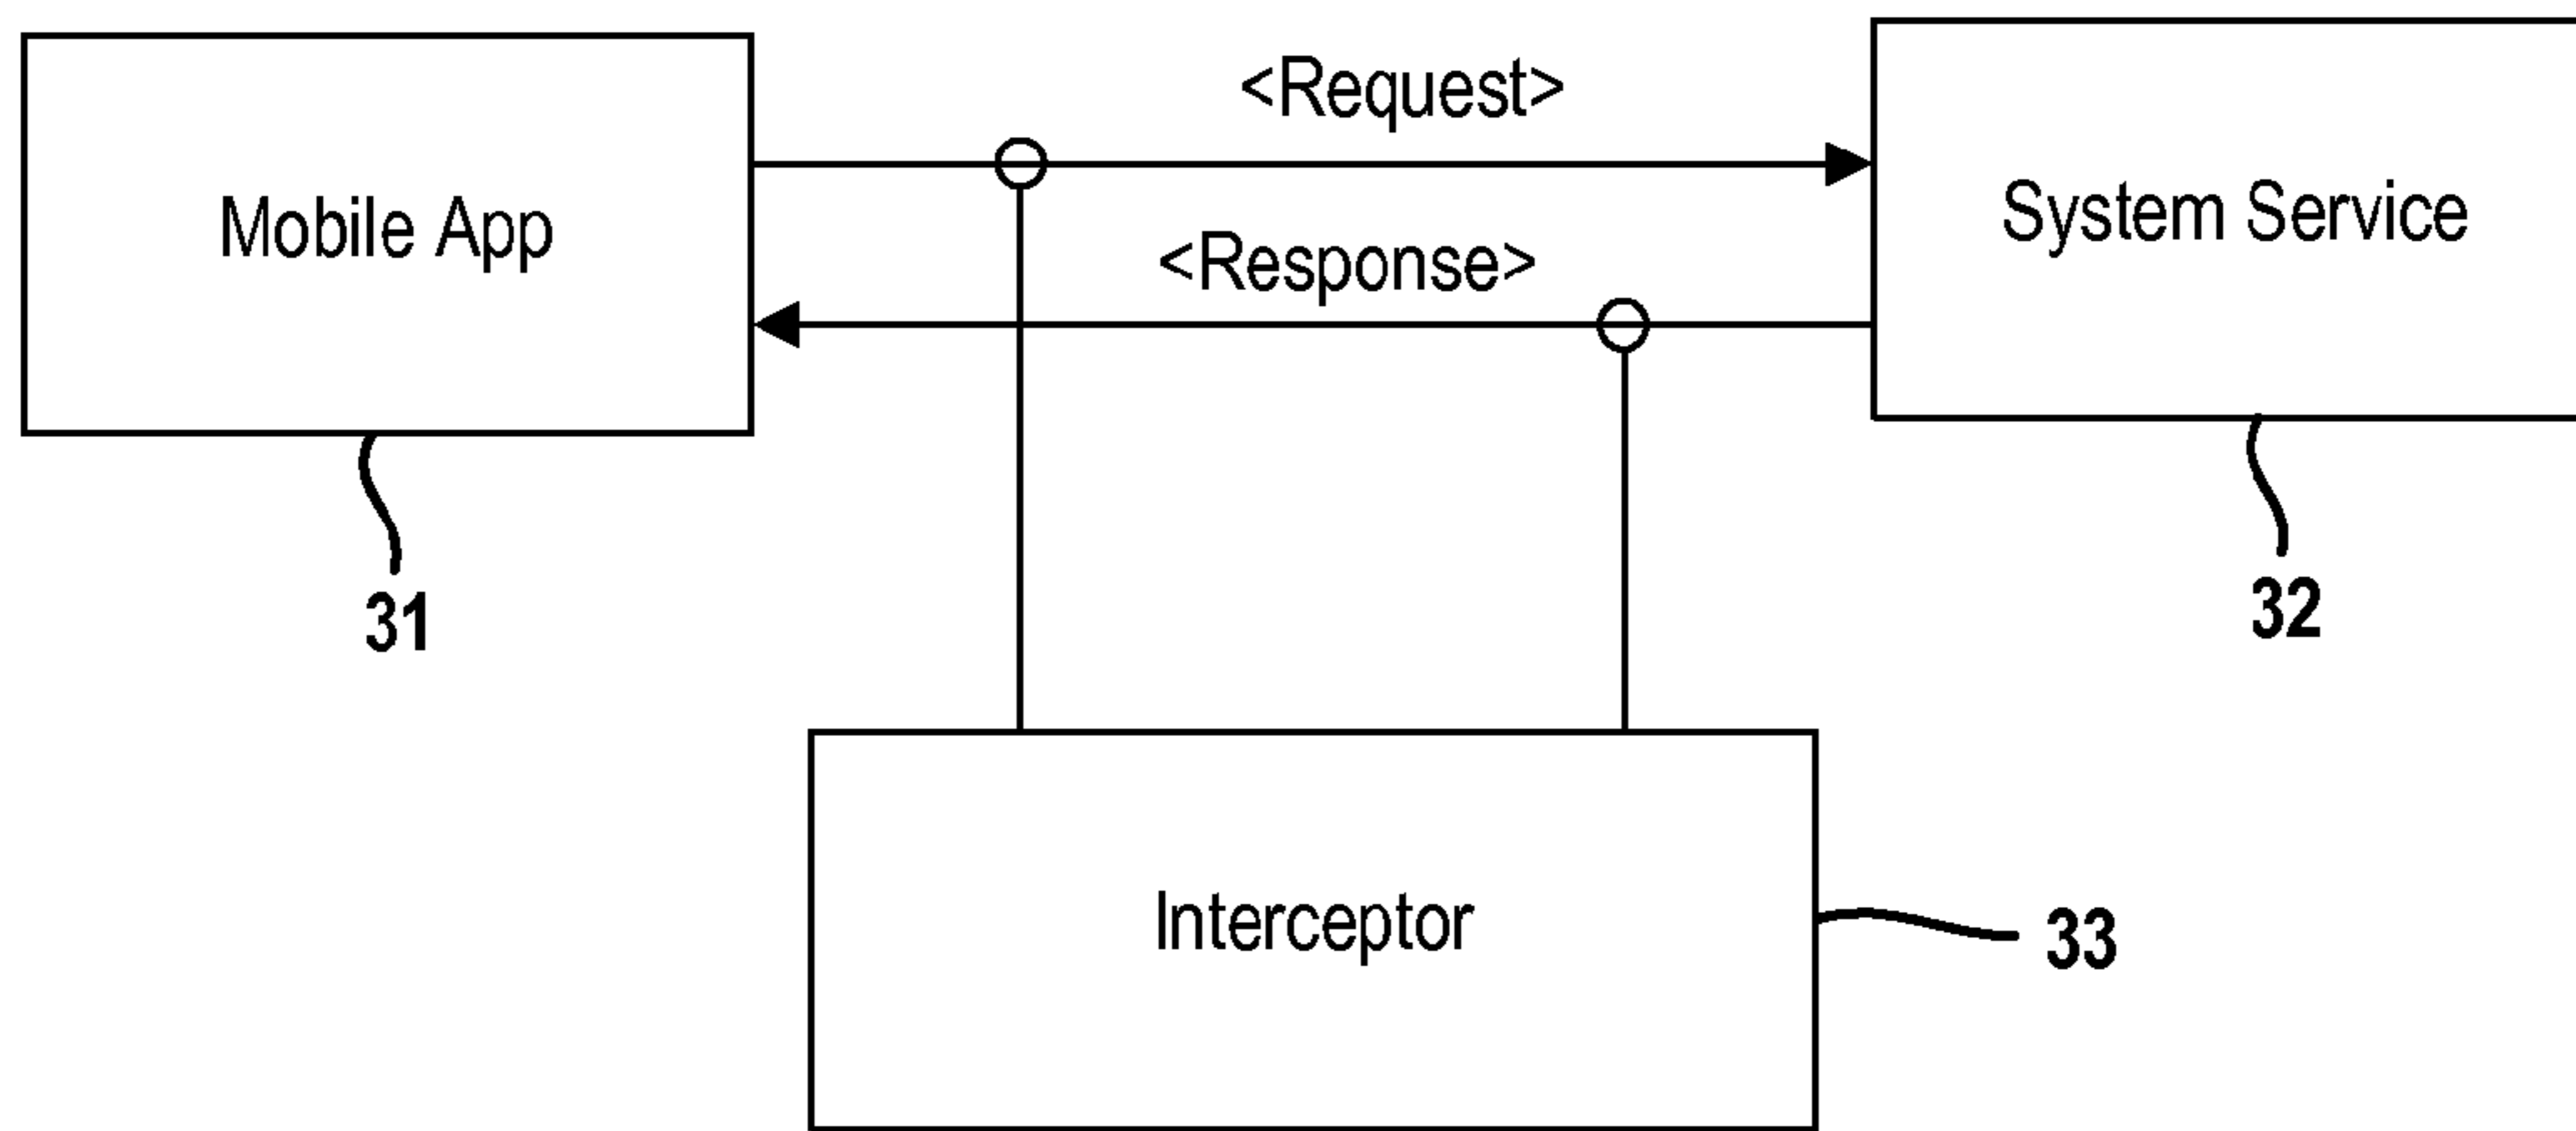 <Request>
Mobile App
System Service
<Response>
31
32
Interceptor
33